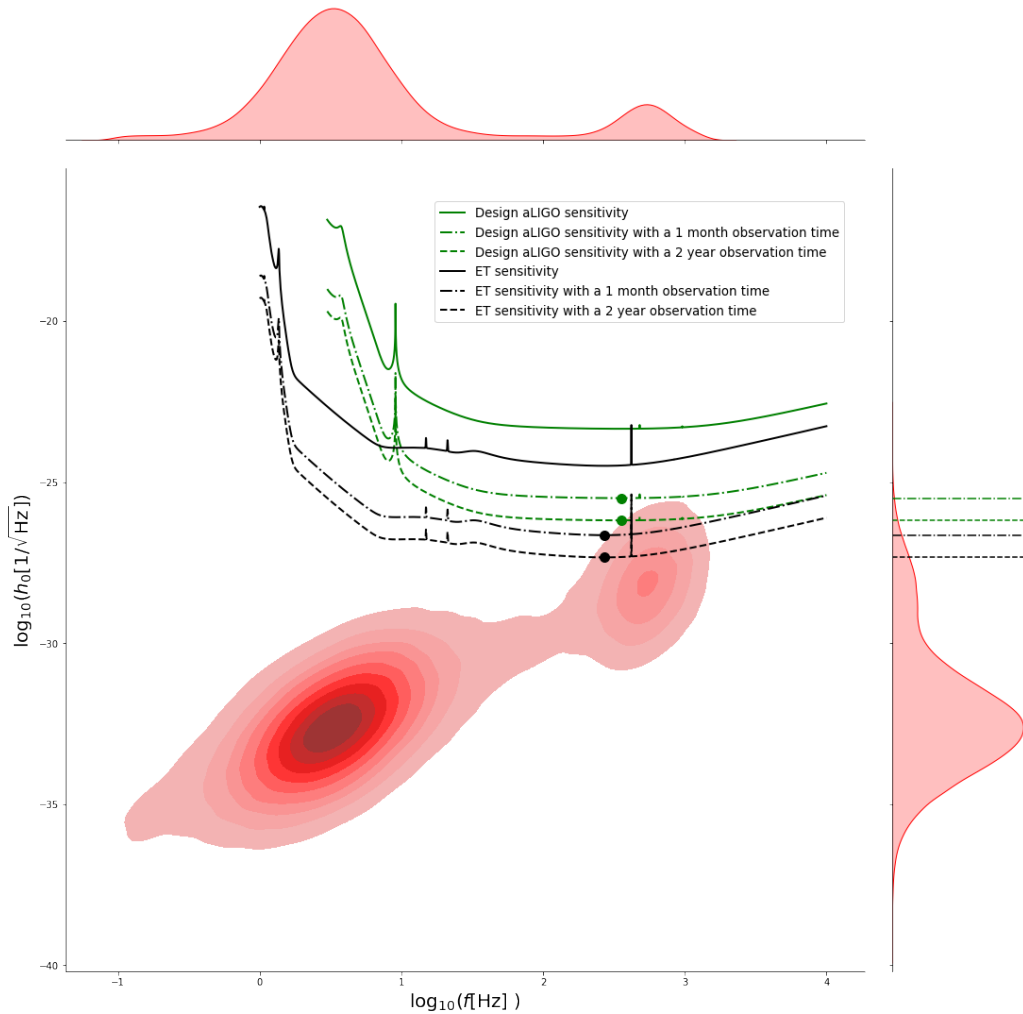 Design aLIGO sensitivity
Design aLIGO sensitivity with a 1 month observation time
Design aLIGO sensitivity with a 2 year observation time
ET sensitivity
ET sensitivity with a 1 month observation time
ET sensitivity with a 2 year observation time
−20
−25
−30
−35
−40
log₁₀(h₀[1/√Hz])
−1
0
1
2
3
4
log₁₀(f[Hz] )